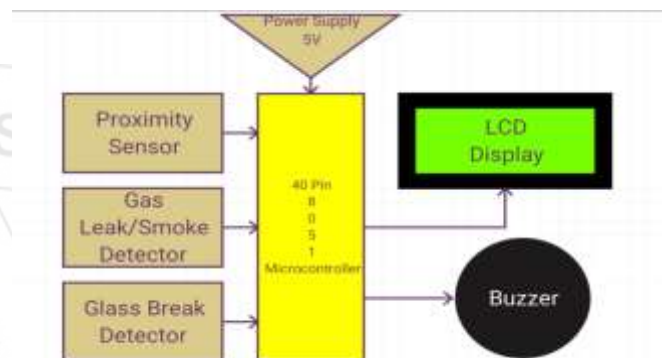 Power Supply
5V
Proximity
Sensor
LCD
Display
Gas
Leak/Smoke
Detector
40 Pin
8
0
5
1
Microcontroller
Glass Break
Detector
Buzzer